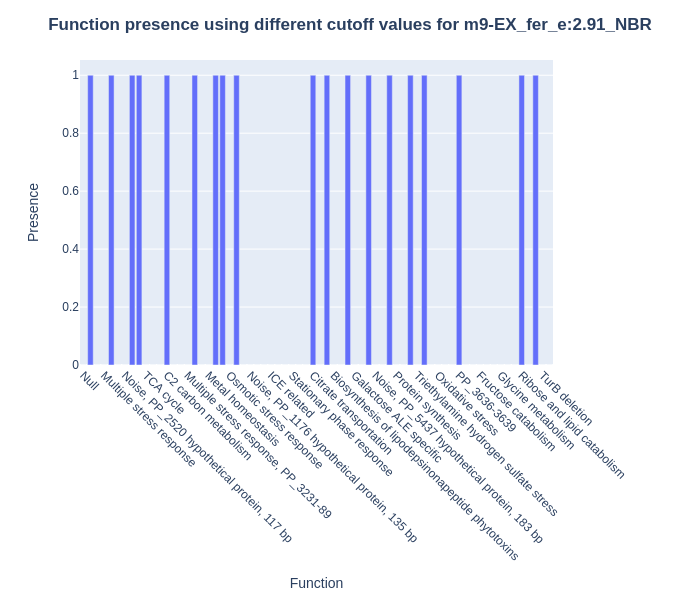 Function presence using different cutoff values for m9-EX_fer_e:2.91_NBR
Presence
1
0.8
0.6
0.4
0.2
0
Null
Multiple stress response
Noise, PP_2520 hypothetical protein, 117 bp
TCA cycle
C2 carbon metabolism
Multiple stress response, PP_3231-89
Metal homeostasis
Osmotic stress response
Noise, PP_1176 hypothetical protein, 135 bp
ICE related
Stationary phase response
Citrate transportation
Biosynthesis of lipodepsinonapeptide phytotoxins
Galactose ALE specific
Noise, PP_5437 hypothetical protein, 183 bp
Protein synthesis
Triethylamine hydrogen sulfate stress
Oxidative stress
PP_3636-3639
Fructose catabolism
Glycine metabolism
Ribose and lipid catabolism
TurB deletion
Function